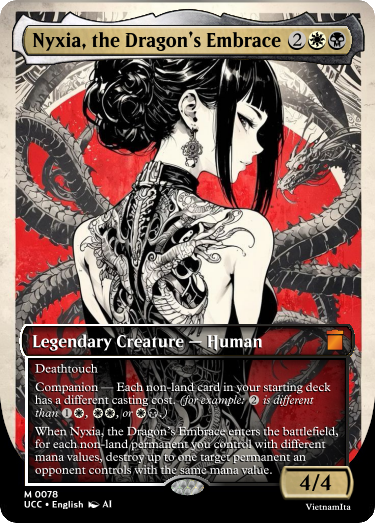 Nyxia, the Dragon's Embrace 2
Legendary Creature — Human
Deathtouch
Companion — Each non-land card in your starting deck
has a different casting cost. (for example: 2 is different
than 1, , or .)
When Nyxia, the Dragon's Embrace enters the battlefield,
for each non-land permanent you control with different
mana values, destroy up to one target permanent an
opponent controls with the same mana value.
4/4
M 0078
UCC • English AI
VietnamIta